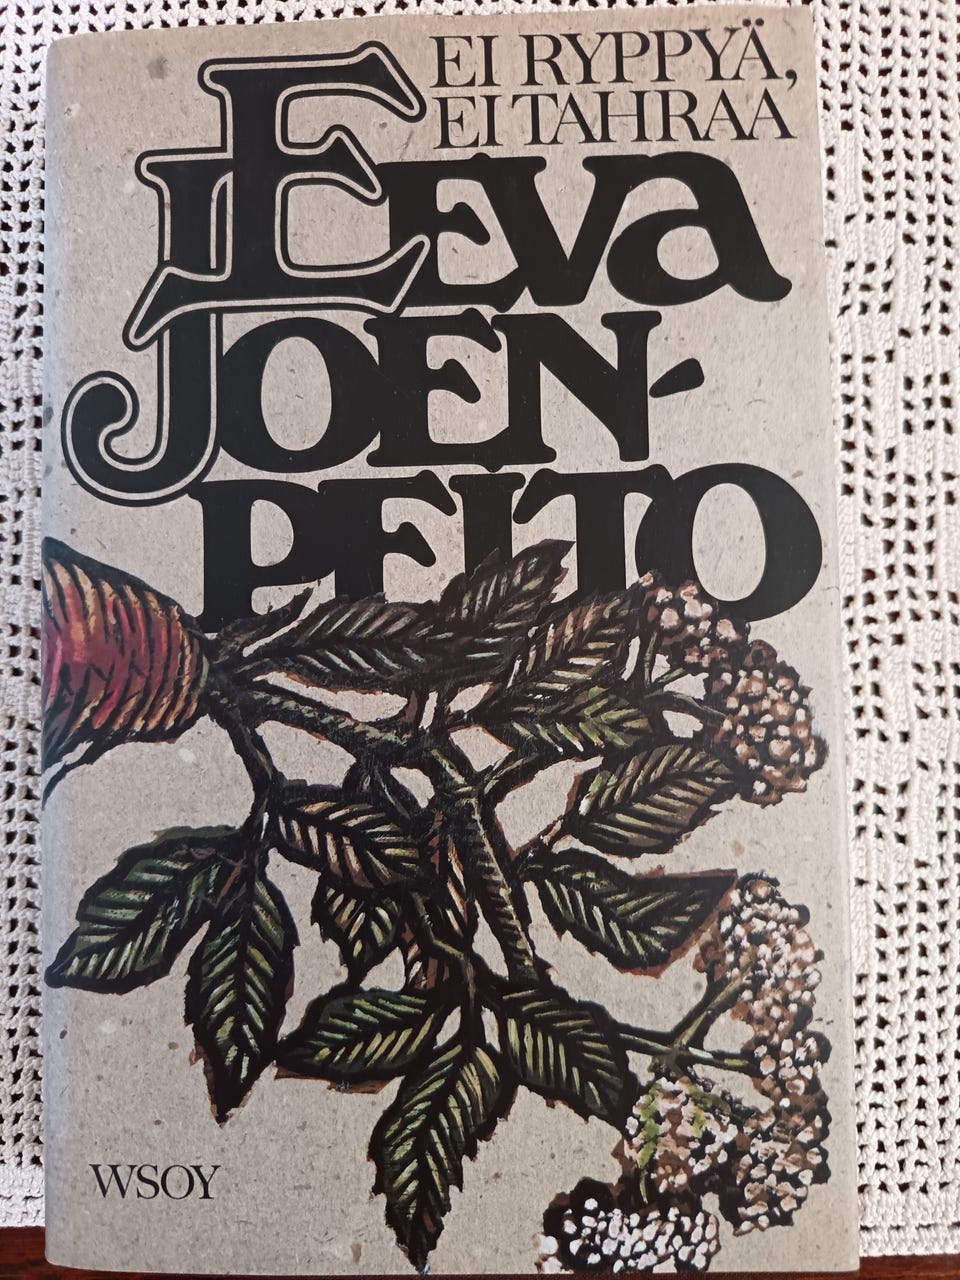 EI RYPPYÄ,
EI TAHRAA
EEVA
JOEN-
PELTO
WSOY